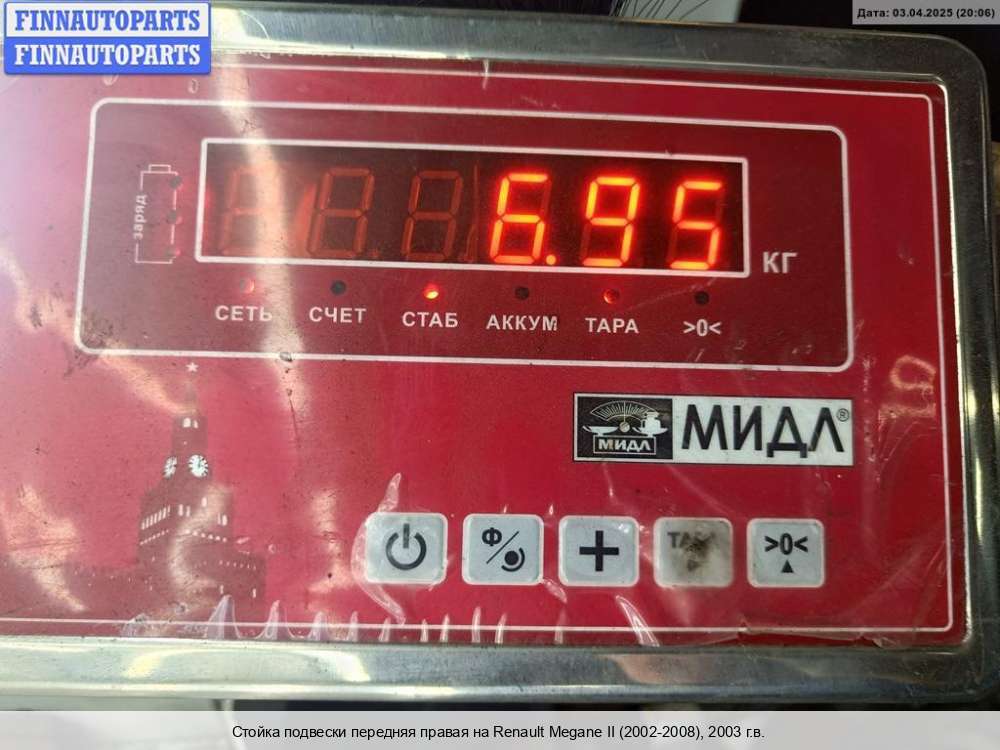 FINNAUTOPARTS
FINNAUTOPARTS
Дата: 03.04.2025 (20:06)
заряд
6.95
КГ
СЕТЬ СЧЕТ СТАБ АККУМ ТАРА >0<
МИДЛ
МИДЛ®
Ф
+
>0<
Стойка подвески передняя правая на Renault Megane II (2002-2008), 2003 г.в.